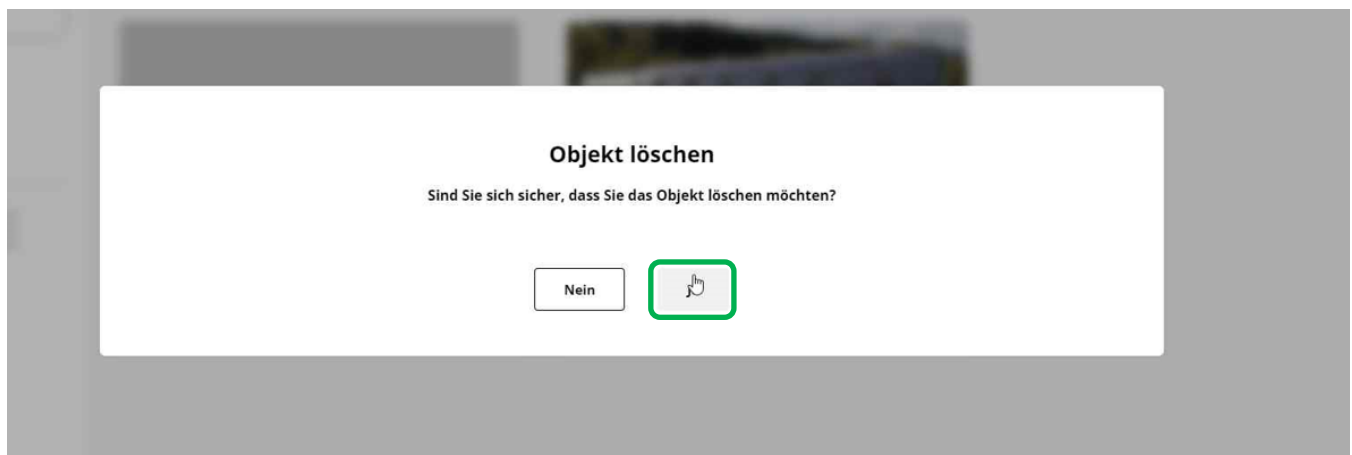 Objekt löschen
Sind Sie sich sicher, dass Sie das Objekt löschen möchten?
Nein